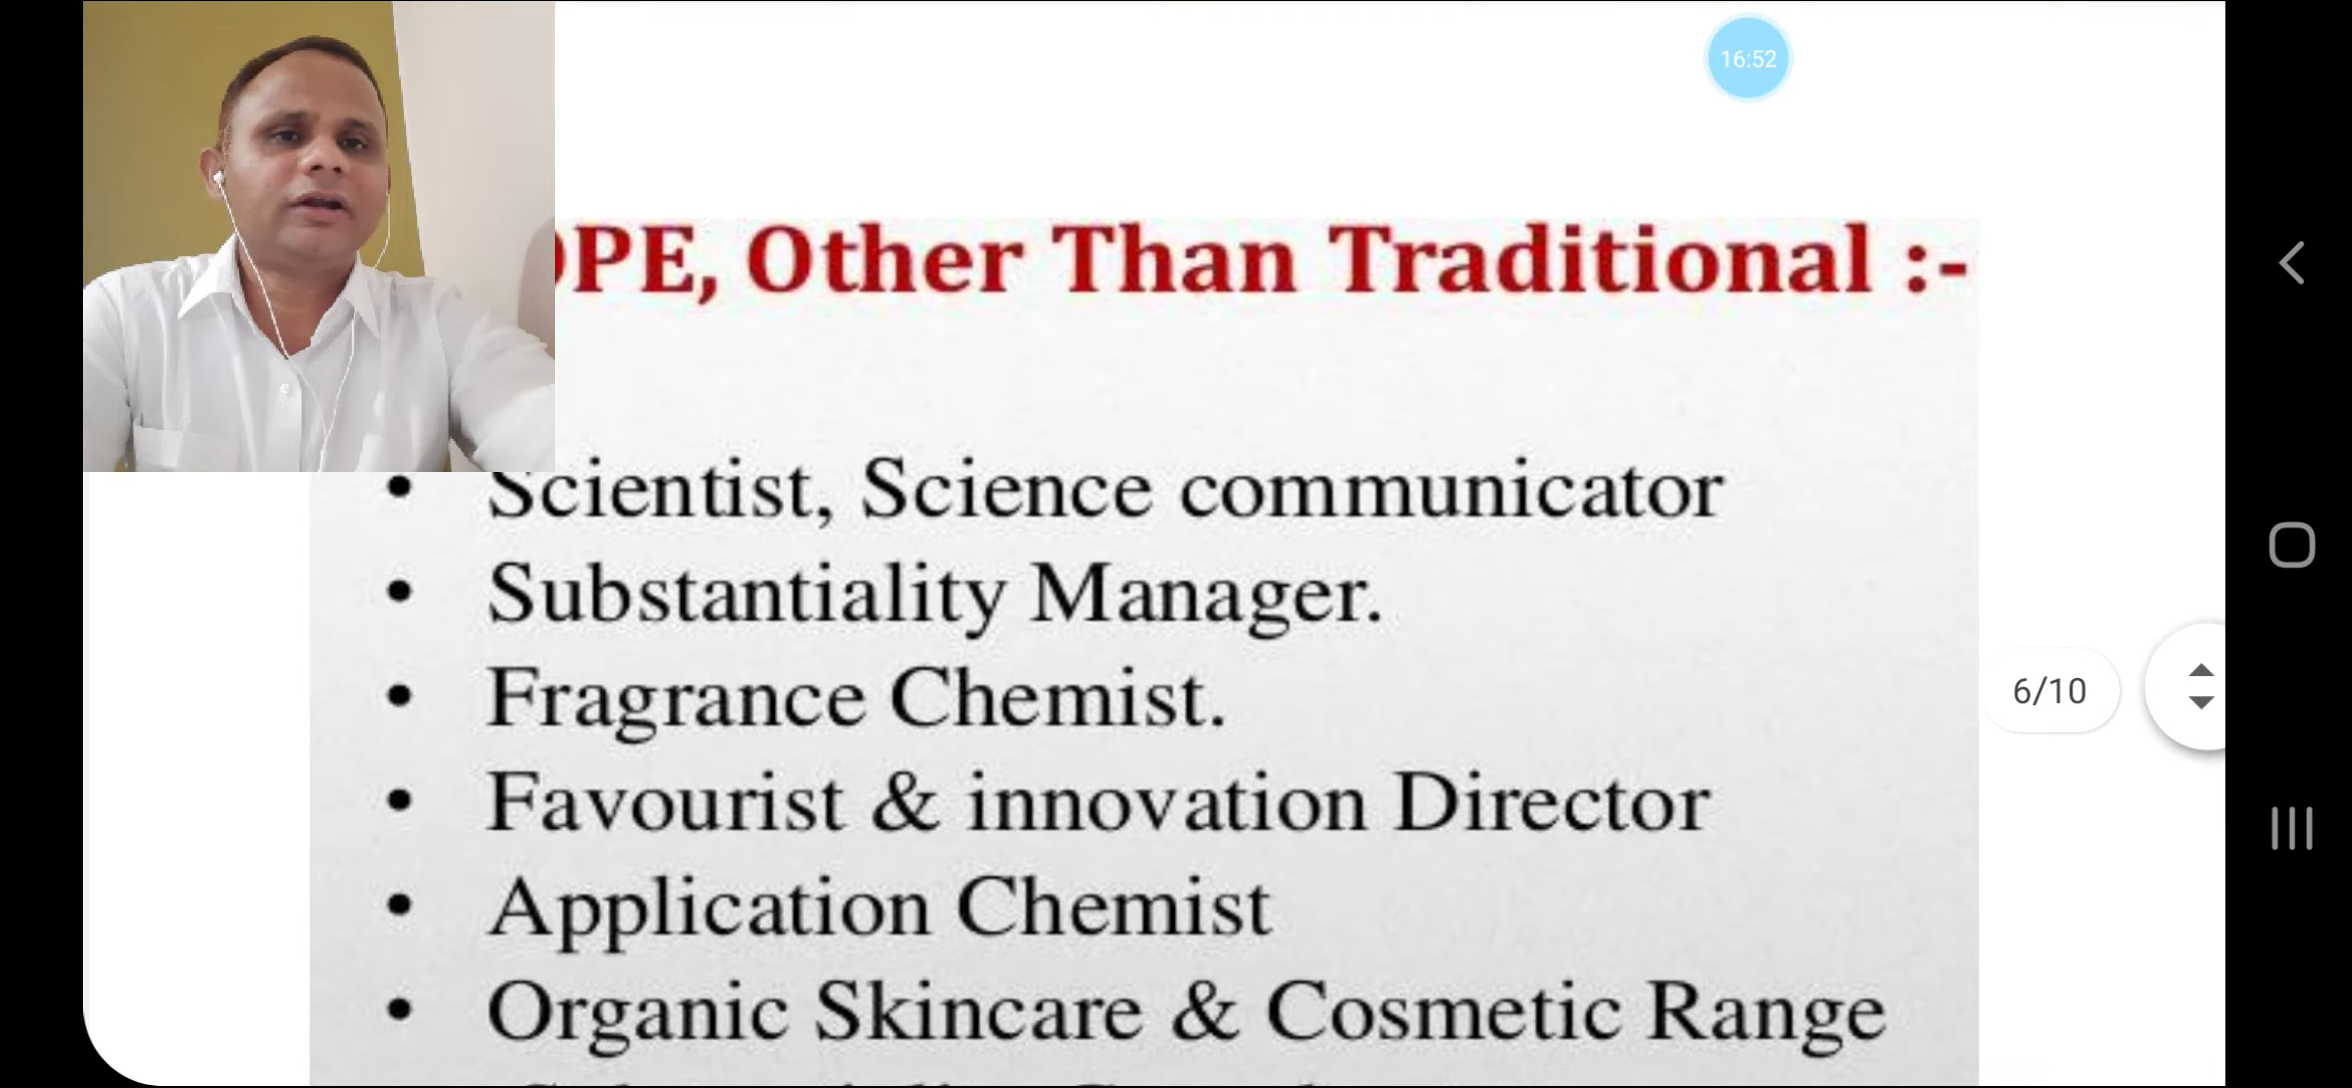 16:52
OPE, Other Than Traditional :-
Scientist, Science communicator
• Substantiality Manager.
• Fragrance Chemist.
• Favourist & innovation Director
• Application Chemist
6/10
• Organic Skincare & Cosmetic Range